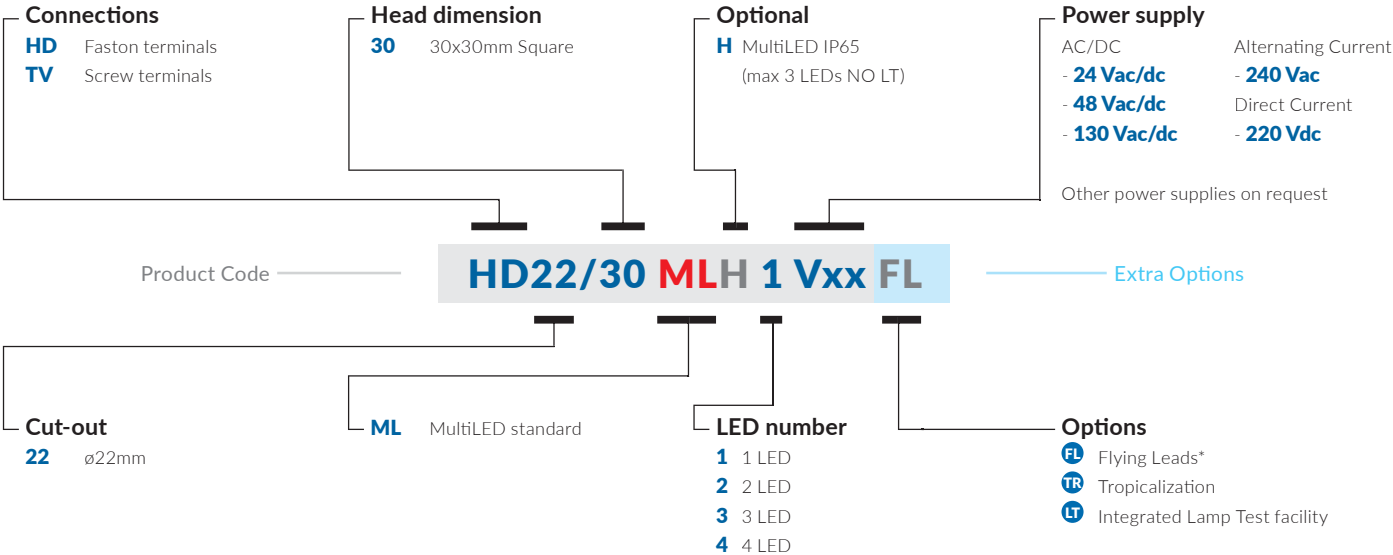 Connections
HD Faston terminals
TV Screw terminals
Head dimension
30 30x30mm Square
Optional
H MultiLED IP65
(max 3 LEDs NO LT)
Power supply
AC/DC
- 24 Vac/dc
- 48 Vac/dc
- 130 Vac/dc
Alternating Current
- 240 Vac
Direct Current
- 220 Vdc
Other power supplies on request
Product Code
HD22/30 MLH 1 Vxx FL
Extra Options
Cut-out
22 ø22mm
ML MultiLED standard
LED number
1 1 LED
2 2 LED
3 3 LED
4 4 LED
Options
FL Flying Leads*
TR Tropicalization
LT Integrated Lamp Test facility